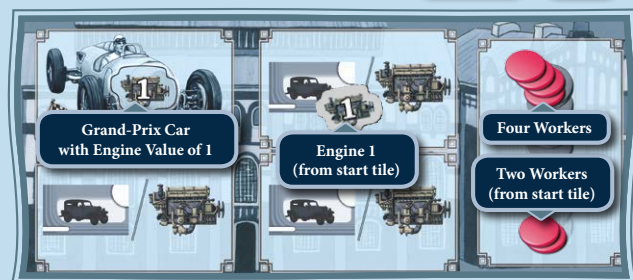 1
Grand-Prix Car
with Engine Value of 1
1
Engine 1
(from start tile)
Four Workers
Two Workers
(from start tile)